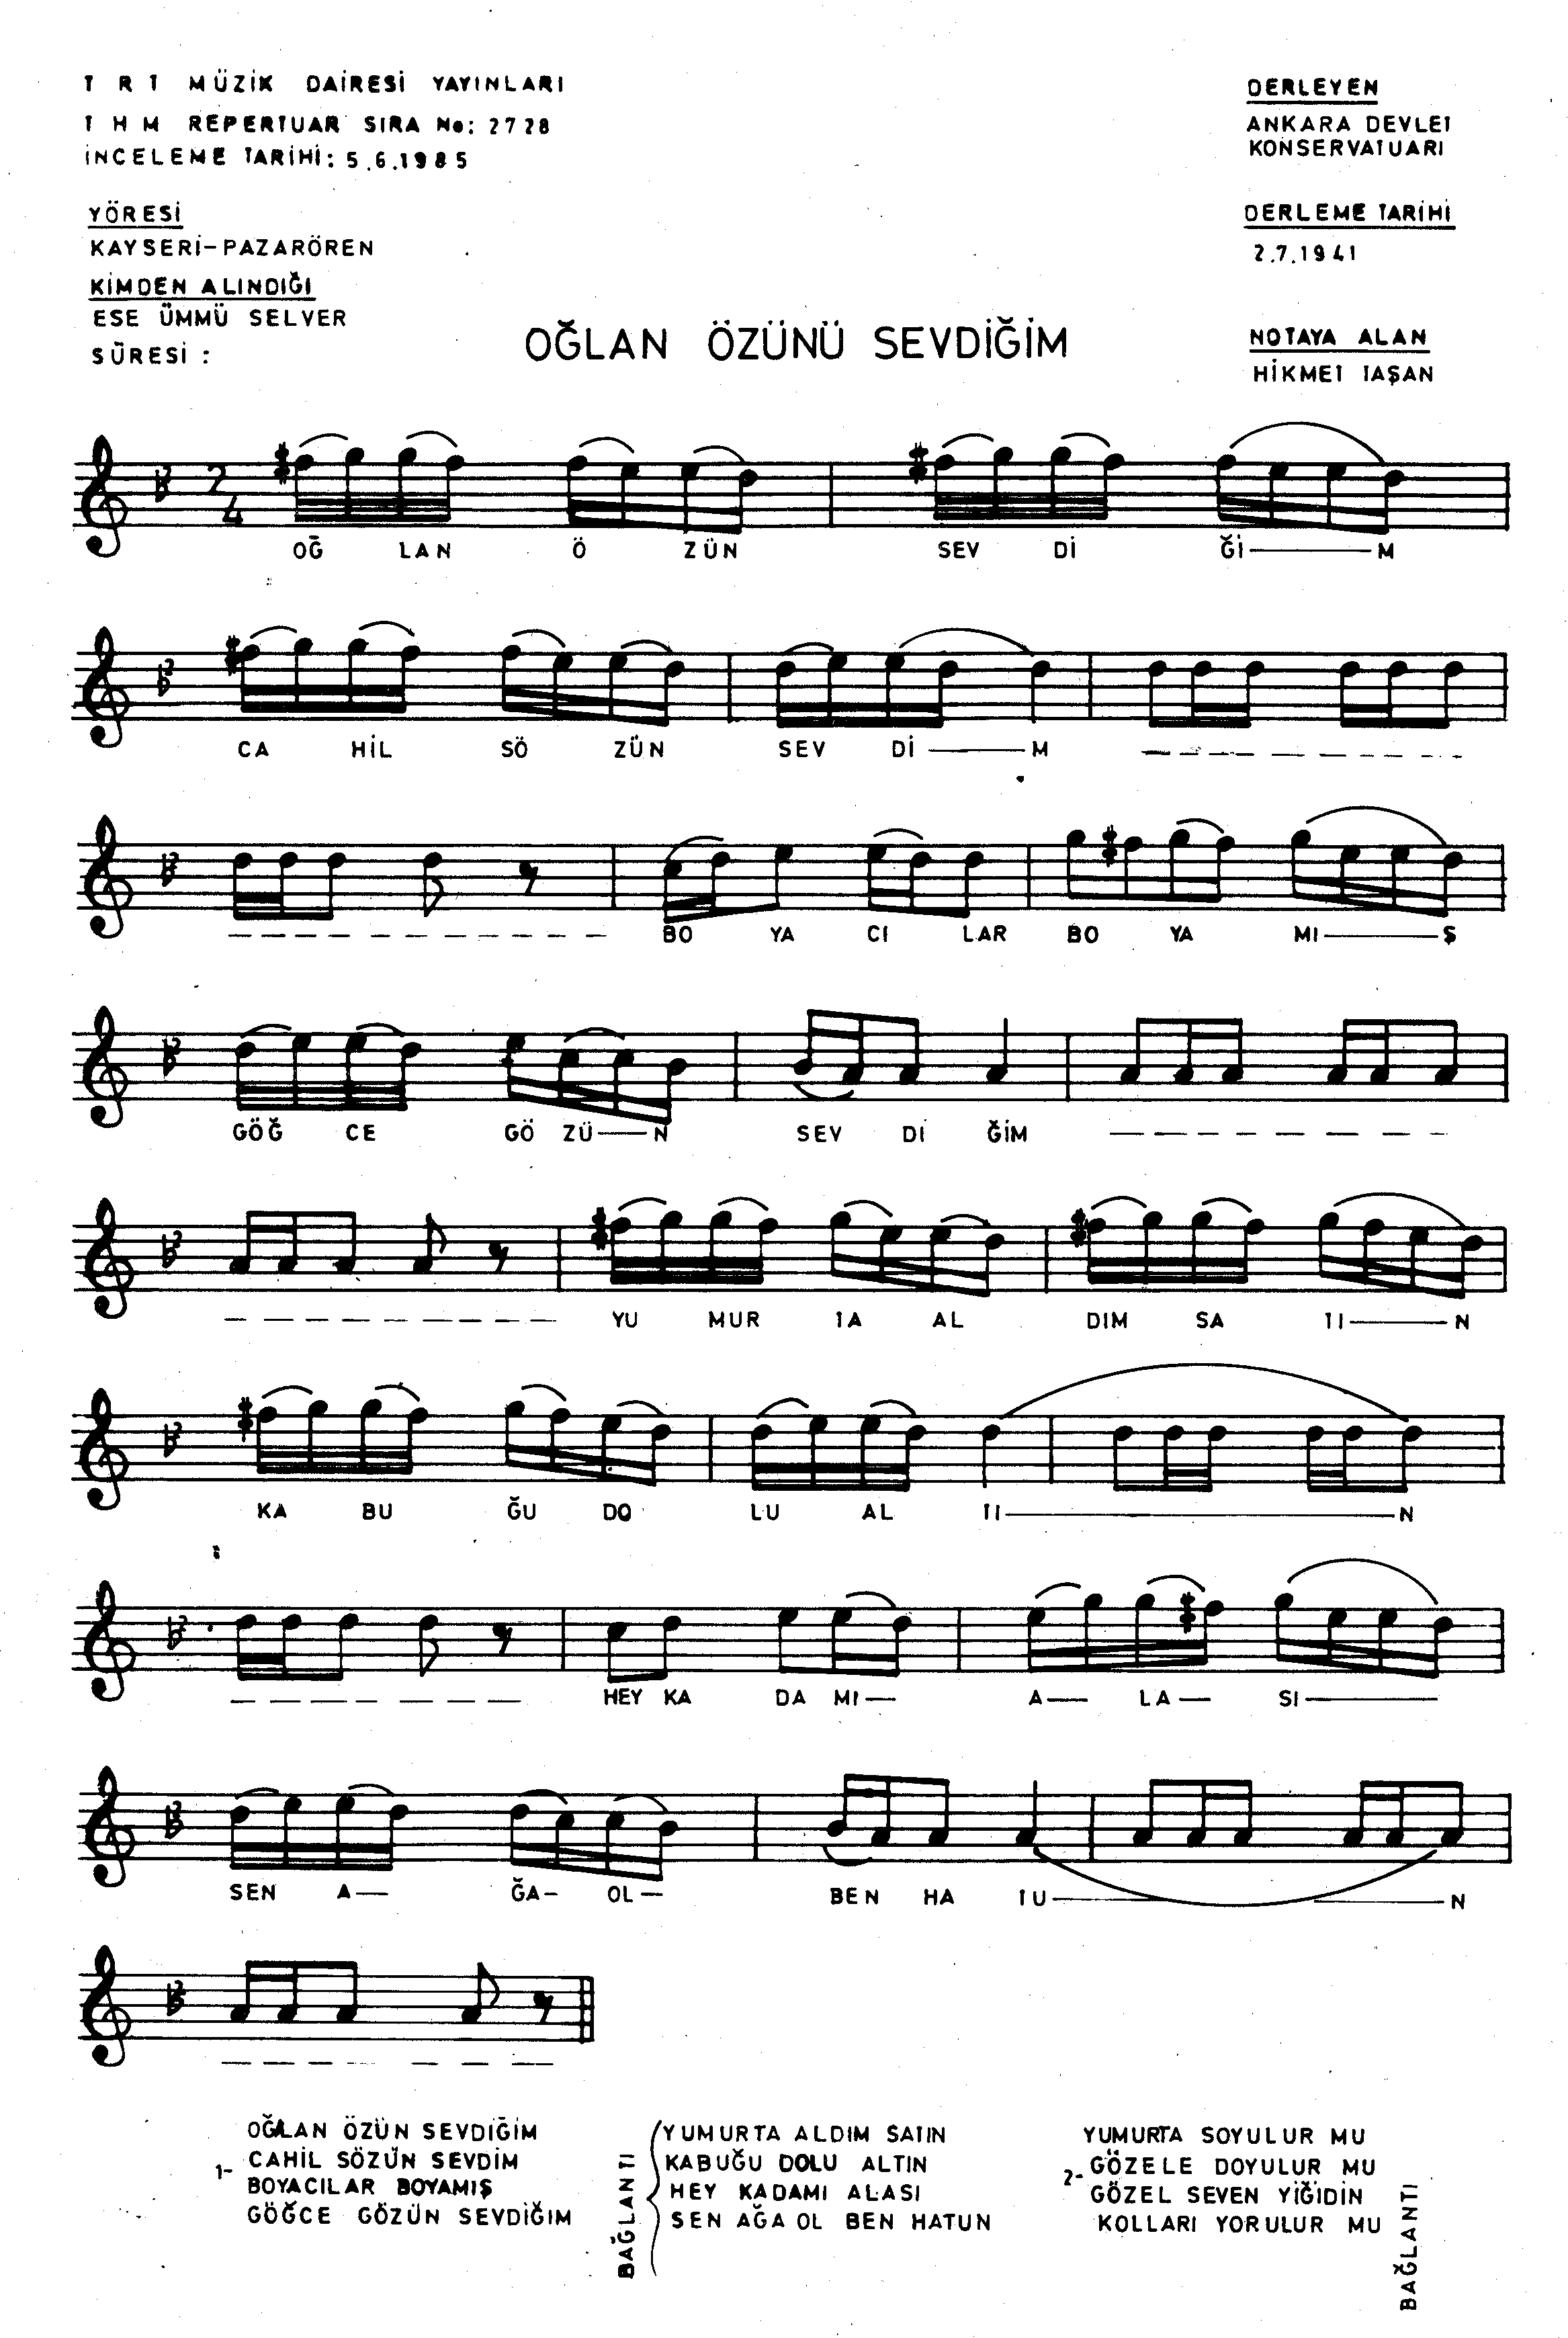 T R T MÜZİK DAİRESİ YAYINLARI
T H M REPERTUAR SIRA No: 2728
İNCELEME TARİHİ: 5.6.1985
YÖRESİ
KAYSERİ-PAZARÖREN
KİMDEN ALINDIĞI
ESE ÜMMÜ SELVER
SÜRESİ :
DERLEYEN
ANKARA DEVLET
KONSERVATUARI
DERLEME TARİHİ
2.7.1941
NOTAYA ALAN
HİKMET TAŞAN
OĞLAN ÖZÜNÜ SEVDİĞİM
2
4
OĞ LAN Ö ZÜN SEV Dİ Ğİ——M
CA HİL SÖ ZÜN SEV Dİ——M
BO YA CI LAR BO YA MI——Ş
GÖĞ CE GÖ ZÜ—N SEV DI ĞİM
YU MUR TA AL DIM SA TI——N
KA BU ĞU DO LU AL TI——N
HEY KA DA MI— A— LA— SI——
SEN A— ĞA— OL— BEN HA TU——N
1-
OĞLAN ÖZÜN SEVDİĞİM
CAHİL SÖZÜN SEVDİM
BOYACILAR BOYAMIŞ
GÖĞCE GÖZÜN SEVDİĞIM
BAĞLANTI
YUMURTA ALDIM SATIN
KABUĞU DOLU ALTIN
HEY KADAMI ALASI
SEN AĞA OL BEN HATUN
2-
YUMURTA SOYULUR MU
GÖZELE DOYULUR MU
GÖZEL SEVEN YİĞİDİN
KOLLARI YORULUR MU
BAĞLANTI